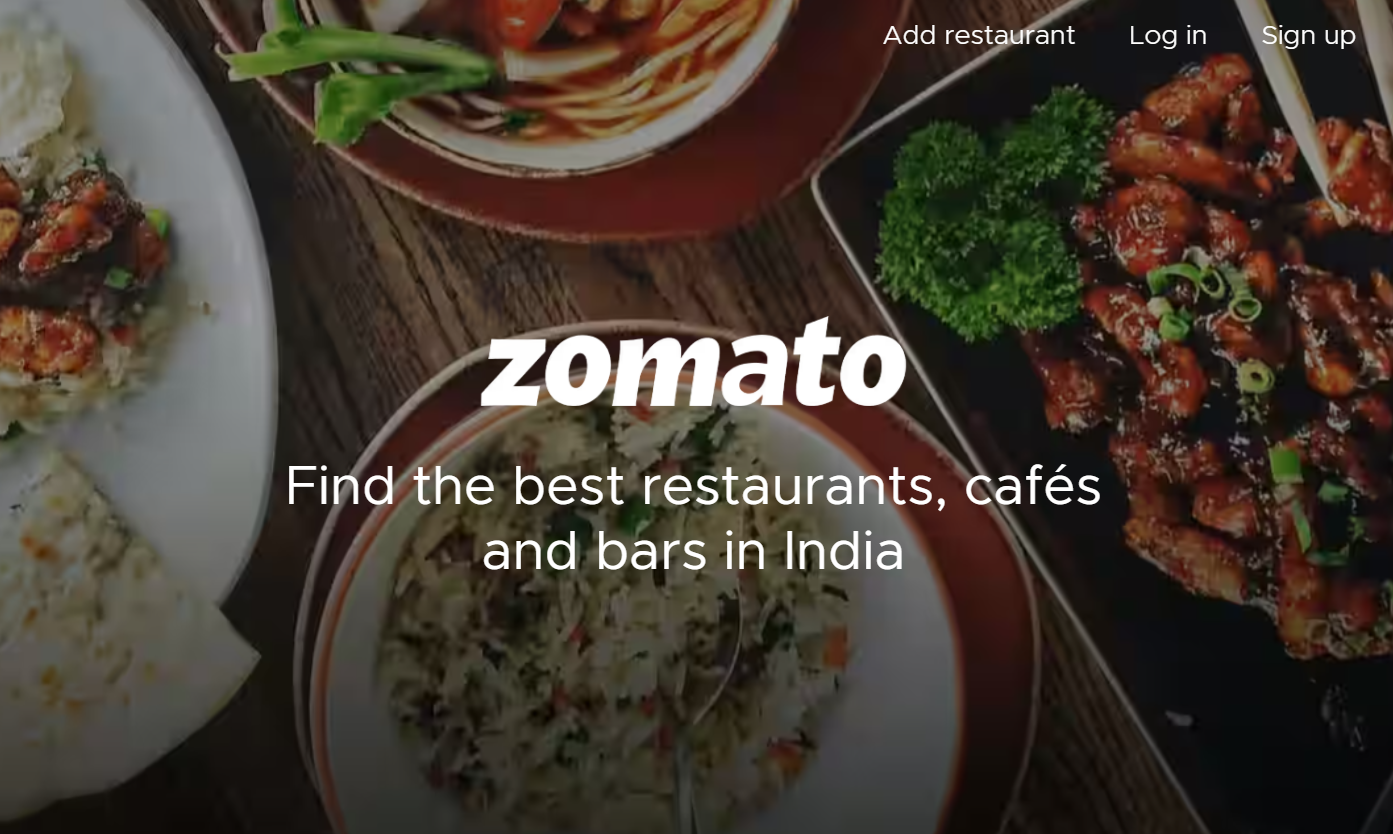 Add restaurant Log in Sign up
zomato
Find the best restaurants, cafés
and bars in India